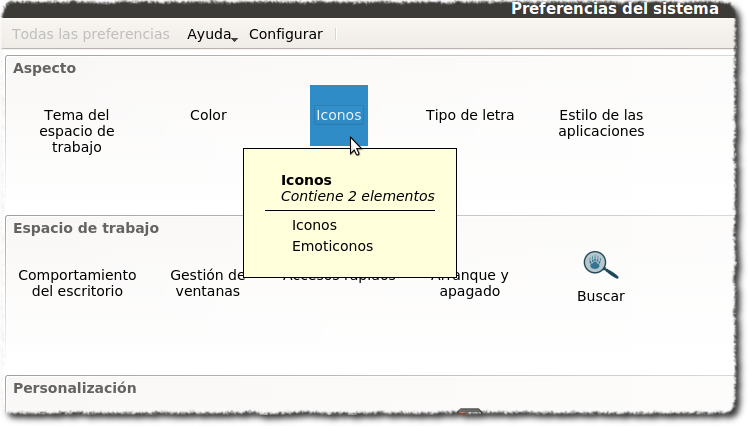 Preferencias del sistema
Todas las preferencias Ayuda Configurar
Aspecto
Tema del
espacio de
trabajo
Color
Iconos
Tipo de letra
Estilo de las
aplicaciones
Iconos
Contiene 2 elementos
Iconos
Emoticonos
Espacio de trabajo
Comportamiento
del escritorio
Gestión de
ventanas
Accesos rápidos
Arranque y
apagado
Buscar
Personalización